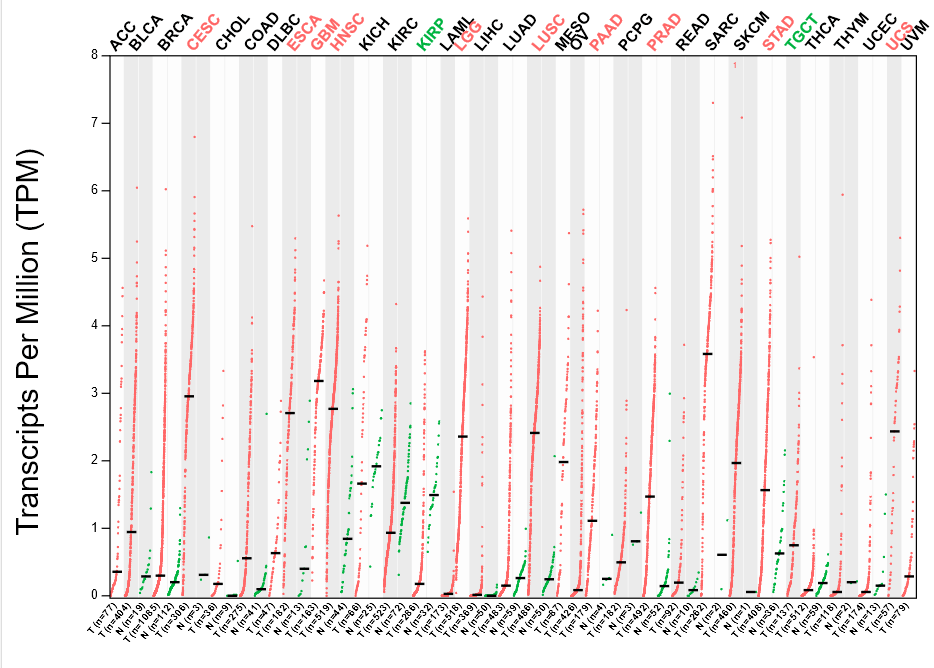 ACC
BLCA
BRCA
CESC
CHOL
COAD
DLBC
ESCA
GBM
HNSC
KICH
KIRC
KIRP
LAML
LGG
LIHC
LUAD
LUSC
MESO
OV
PAAD
PCPG
PRAD
READ
SARC
SKCM
STAD
TGCT
THCA
THYM
UCEC
UCS
UVM
Transcripts Per Million (TPM)
8
7
6
5
4
3
2
1
0
T (n=77)
T (n=404)
N (n=19)
T (n=1085)
N (n=112)
T (n=306)
N (n=3)
T (n=36)
N (n=9)
T (n=275)
N (n=41)
T (n=47)
T (n=182)
N (n=13)
T (n=163)
T (n=519)
N (n=44)
T (n=66)
N (n=25)
T (n=523)
N (n=72)
T (n=286)
N (n=32)
T (n=173)
T (n=518)
T (n=369)
N (n=50)
T (n=483)
N (n=59)
T (n=486)
N (n=50)
T (n=87)
T (n=426)
T (n=179)
N (n=4)
T (n=182)
N (n=3)
T (n=492)
N (n=52)
T (n=92)
N (n=10)
T (n=262)
N (n=2)
T (n=461)
N (n=1)
T (n=408)
N (n=36)
T (n=137)
T (n=512)
N (n=59)
T (n=118)
N (n=2)
T (n=174)
N (n=13)
T (n=57)
T (n=79)